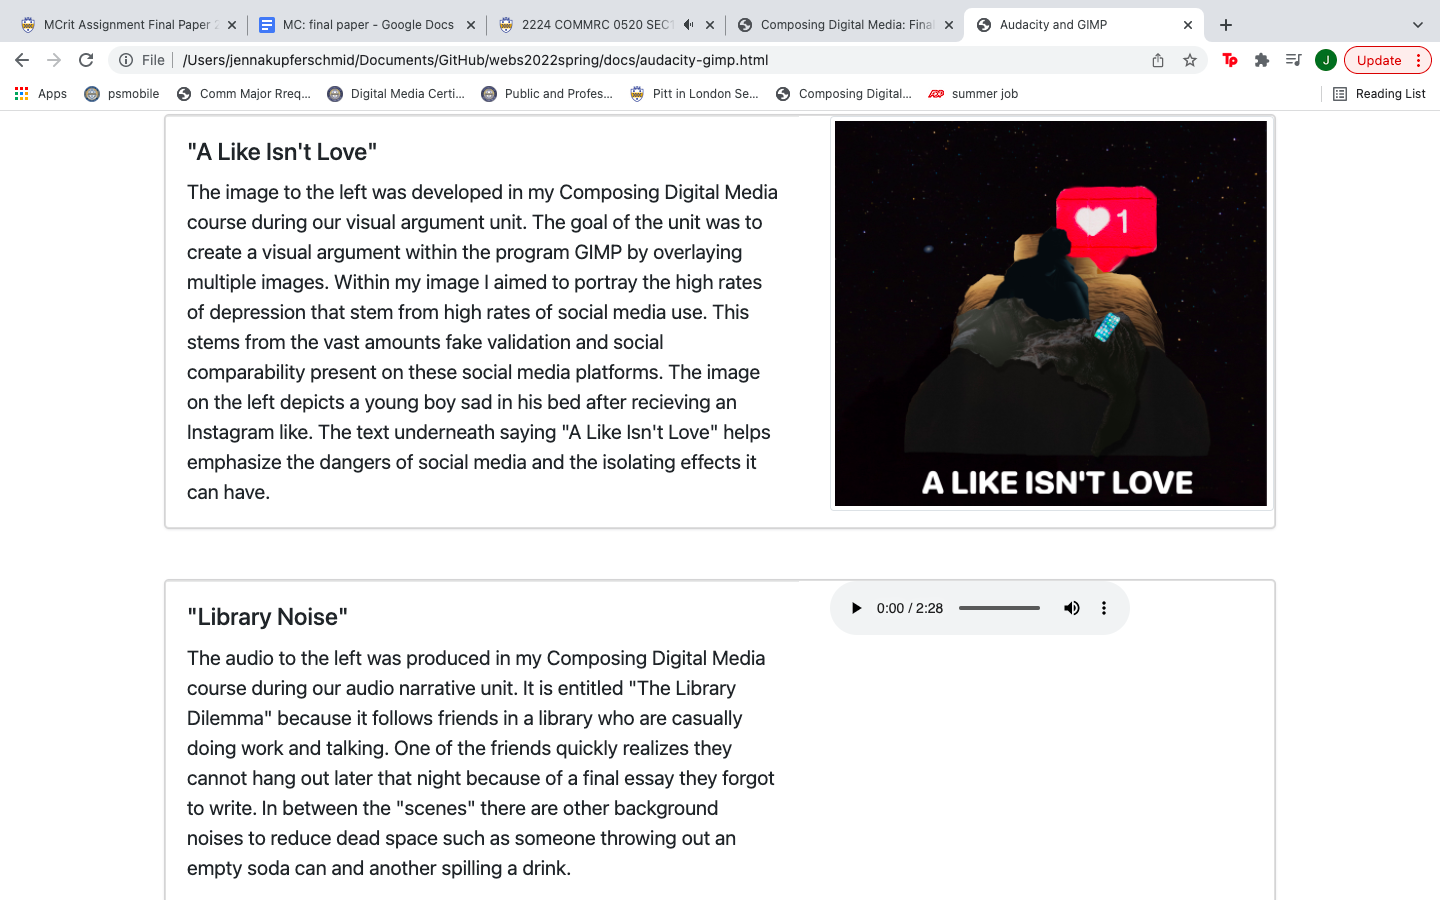 MCrit Assignment Final Paper 2
MC: final paper - Google Docs
2224 COMMRC 0520 SEC1
Composing Digital Media: Final
Audacity and GIMP
File
/Users/jennakupferschmid/Documents/GitHub/webs2022spring/docs/audacity-gimp.html
Tp
J
Update
Apps
psmobile
Comm Major Rreq...
Digital Media Certi...
Public and Profes...
Pitt in London Se...
Composing Digital...
summer job
Reading List
"A Like Isn't Love"
The image to the left was developed in my Composing Digital Media
course during our visual argument unit. The goal of the unit was to
create a visual argument within the program GIMP by overlaying
multiple images. Within my image I aimed to portray the high rates
of depression that stem from high rates of social media use. This
stems from the vast amounts fake validation and social
comparability present on these social media platforms. The image
on the left depicts a young boy sad in his bed after recieving an
Instagram like. The text underneath saying "A Like Isn't Love" helps
emphasize the dangers of social media and the isolating effects it
can have.
1
A LIKE ISN'T LOVE
"Library Noise"
The audio to the left was produced in my Composing Digital Media
course during our audio narrative unit. It is entitled "The Library
Dilemma" because it follows friends in a library who are casually
doing work and talking. One of the friends quickly realizes they
cannot hang out later that night because of a final essay they forgot
to write. In between the "scenes" there are other background
noises to reduce dead space such as someone throwing out an
empty soda can and another spilling a drink.
0:00 / 2:28